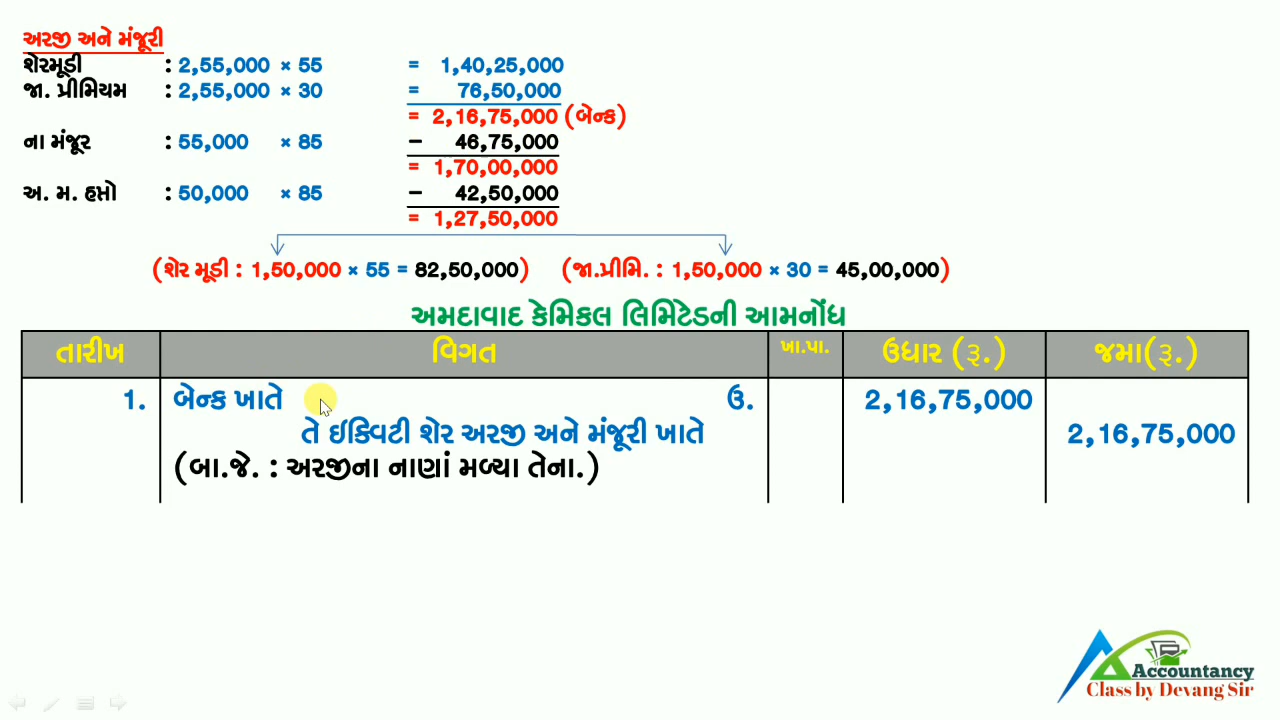 અરજી અને મંજૂરી
શેરમૂડી : 2,55,000 × 55 = 1,40,25,000
જા. પ્રીમિયમ : 2,55,000 × 30 = 76,50,000
= 2,16,75,000 (બેન્ક)
ના મંજૂર : 55,000 × 85 − 46,75,000
= 1,70,00,000
અ. મ. હપ્તો : 50,000 × 85 − 42,50,000
= 1,27,50,000
(શેર મૂડી : 1,50,000 × 55 = 82,50,000) (જા.પ્રીમિ. : 1,50,000 × 30 = 45,00,000)
અમદાવાદ કેમિકલ લિમિટેડની આમનોંધ
તારીખ વિગત ખા.પા. ઉધાર (રૂ.) જમા(રૂ.)
1. બેન્ક ખાતે ઉ. 2,16,75,000
તે ઈક્વિટી શેર અરજી અને મંજૂરી ખાતે 2,16,75,000
(બા.જે. : અરજીના નાણાં મળ્યા તેના.)
Accountancy
Class by Devang Sir